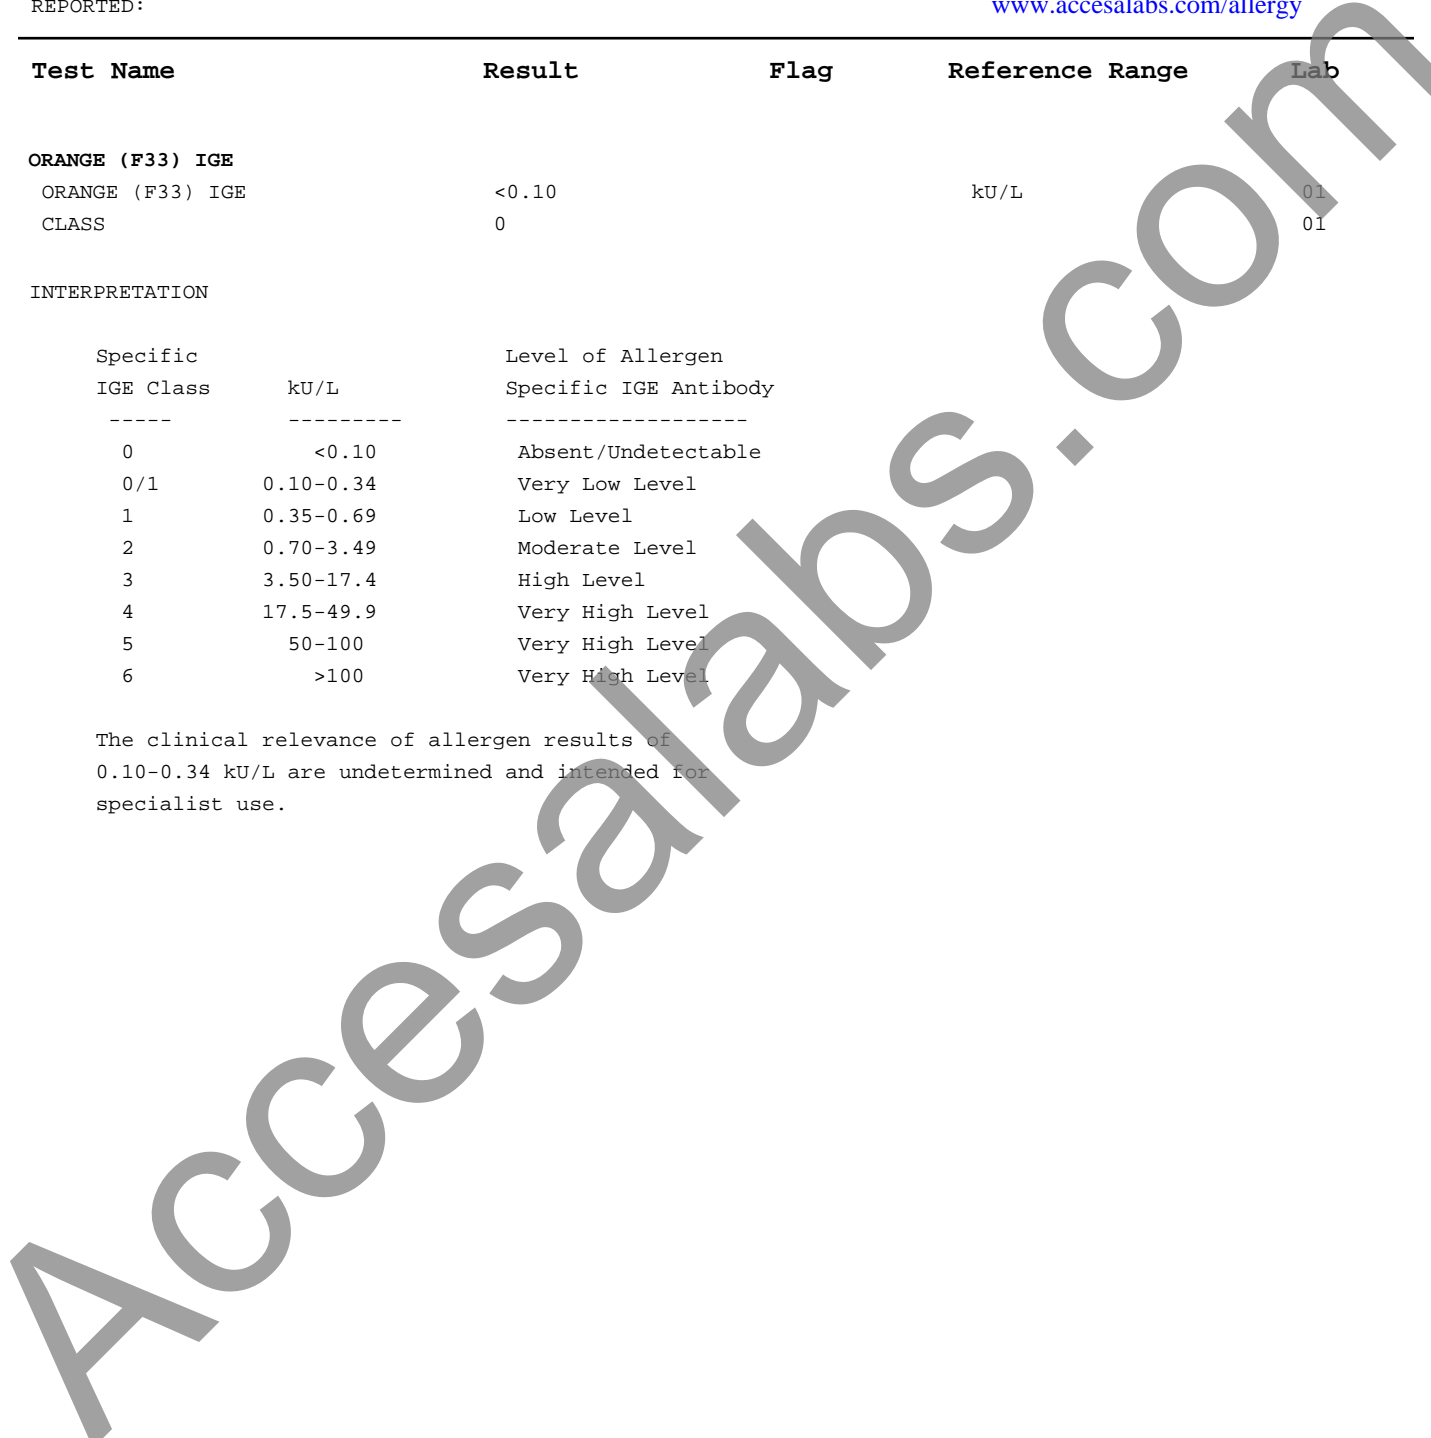 REPORTED: www.accesalabs.com/allergy
Test Name Result Flag Reference Range Lab
ORANGE (F33) IGE
ORANGE (F33) IGE <0.10 kU/L 01
CLASS 0 01
INTERPRETATION
Specific Level of Allergen
IGE Class kU/L Specific IGE Antibody
----- --------- -------------------
0 <0.10 Absent/Undetectable
0/1 0.10-0.34 Very Low Level
1 0.35-0.69 Low Level
2 0.70-3.49 Moderate Level
3 3.50-17.4 High Level
4 17.5-49.9 Very High Level
5 50-100 Very High Level
6 >100 Very High Level
The clinical relevance of allergen results of
0.10-0.34 kU/L are undetermined and intended for
specialist use.
Accesalabs.com